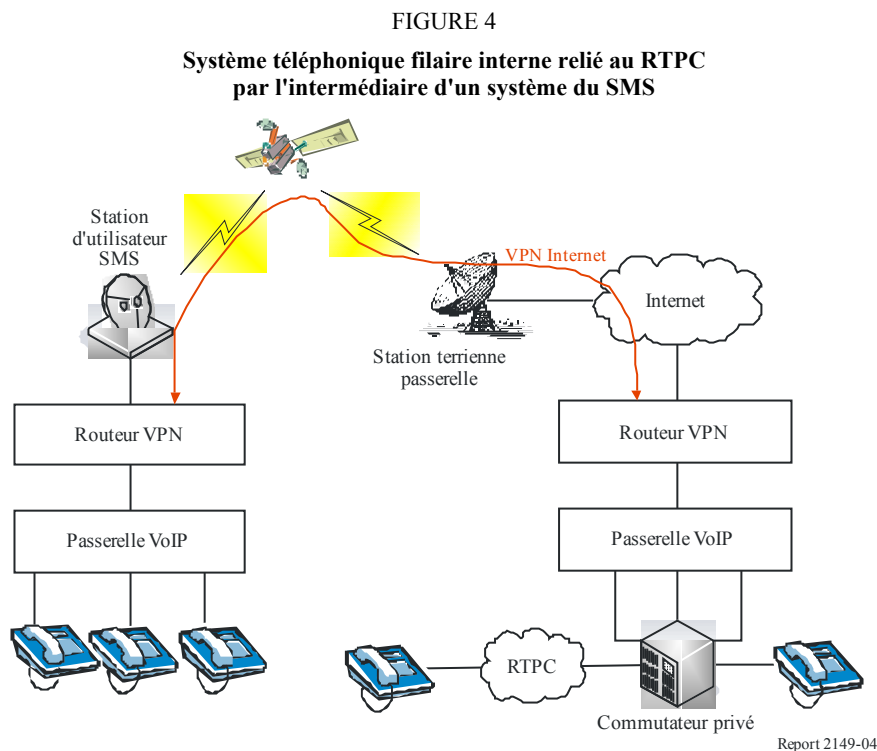 FIGURE 4
Système téléphonique filaire interne relié au RTPC
par l'intermédiaire d'un système du SMS
Station
d'utilisateur
SMS
VPN Internet
Internet
Station terrienne
passerelle
Routeur VPN
Routeur VPN
Passerelle VoIP
Passerelle VoIP
RTPC
Commutateur privé
Report 2149-04